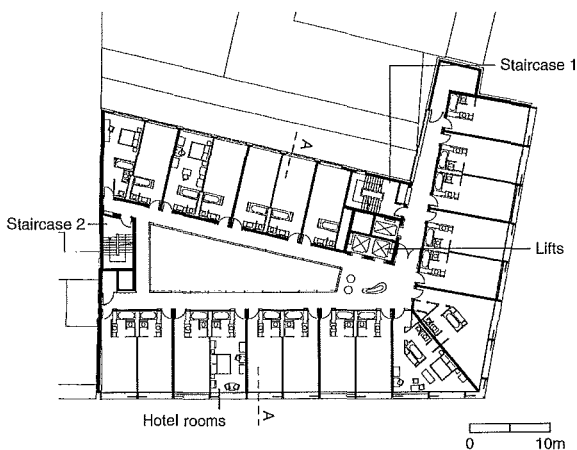 Staircase 1
A
Staircase 2
Lifts
Hotel rooms
A
0 10m